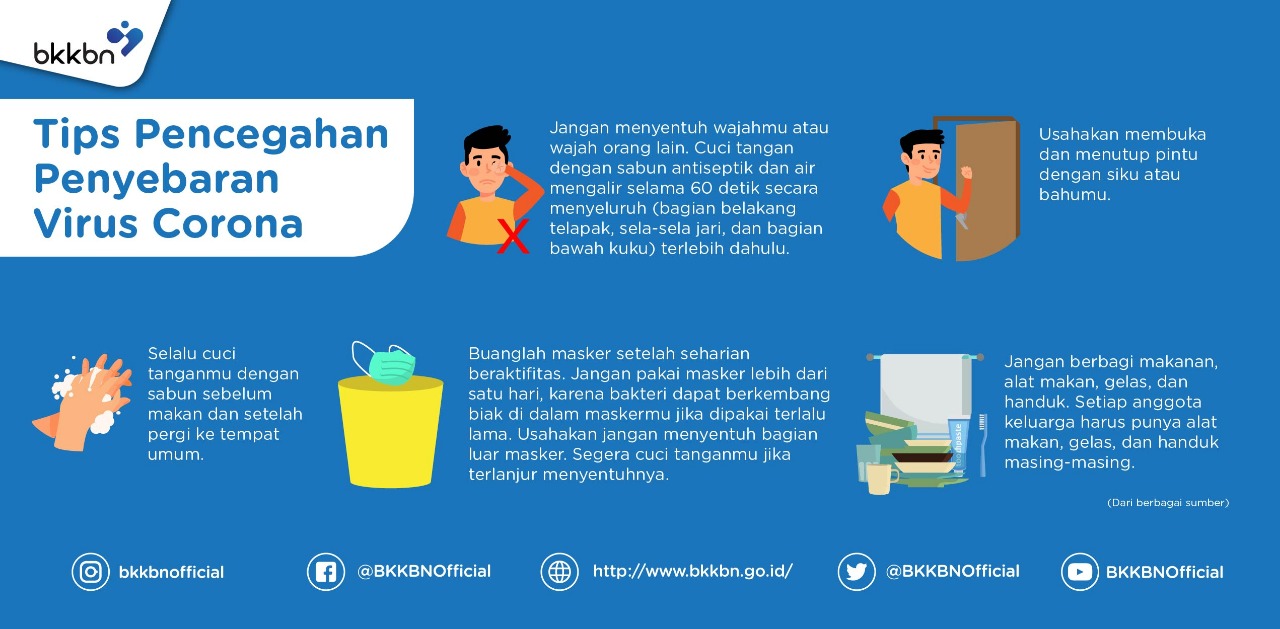 bkkbn
Tips Pencegahan
Penyebaran
Virus Corona
Jangan menyentuh wajahmu atau
wajah orang lain. Cuci tangan
dengan sabun antiseptik dan air
mengalir selama 60 detik secara
menyeluruh (bagian belakang
telapak, sela-sela jari, dan bagian
bawah kuku) terlebih dahulu.
X
Usahakan membuka
dan menutup pintu
dengan siku atau
bahumu.
Selalu cuci
tanganmu dengan
sabun sebelum
makan dan setelah
pergi ke tempat
umum.
Buanglah masker setelah seharian
beraktifitas. Jangan pakai masker lebih dari
satu hari, karena bakteri dapat berkembang
biak di dalam maskermu jika dipakai terlalu
lama. Usahakan jangan menyentuh bagian
luar masker. Segera cuci tanganmu jika
terlanjur menyentuhnya.
toothpaste
Jangan berbagi makanan,
alat makan, gelas, dan
handuk. Setiap anggota
keluarga harus punya alat
makan, gelas, dan handuk
masing-masing.
(Dari berbagai sumber)
bkkbnofficial
@BKKBNOfficial
http://www.bkkbn.go.id/
@BKKBNOfficial
BKKBNOfficial